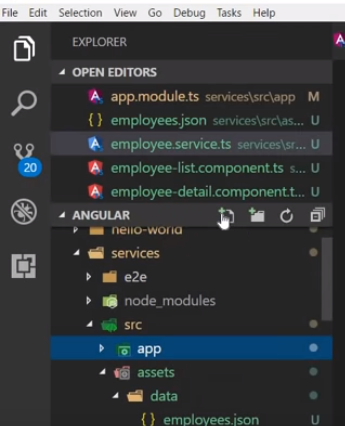 File Edit Selection View Go Debug Tasks Help
EXPLORER
OPEN EDITORS
app.module.ts services\src\app M
{} employees.json services\src\as... U
employee.service.ts services\sr... U
employee-list.component.ts s... U
employee-detail.component.t... U
20
ANGULAR
hello-world
services
e2e
node_modules
src
app
assets
data
{} employees.json U